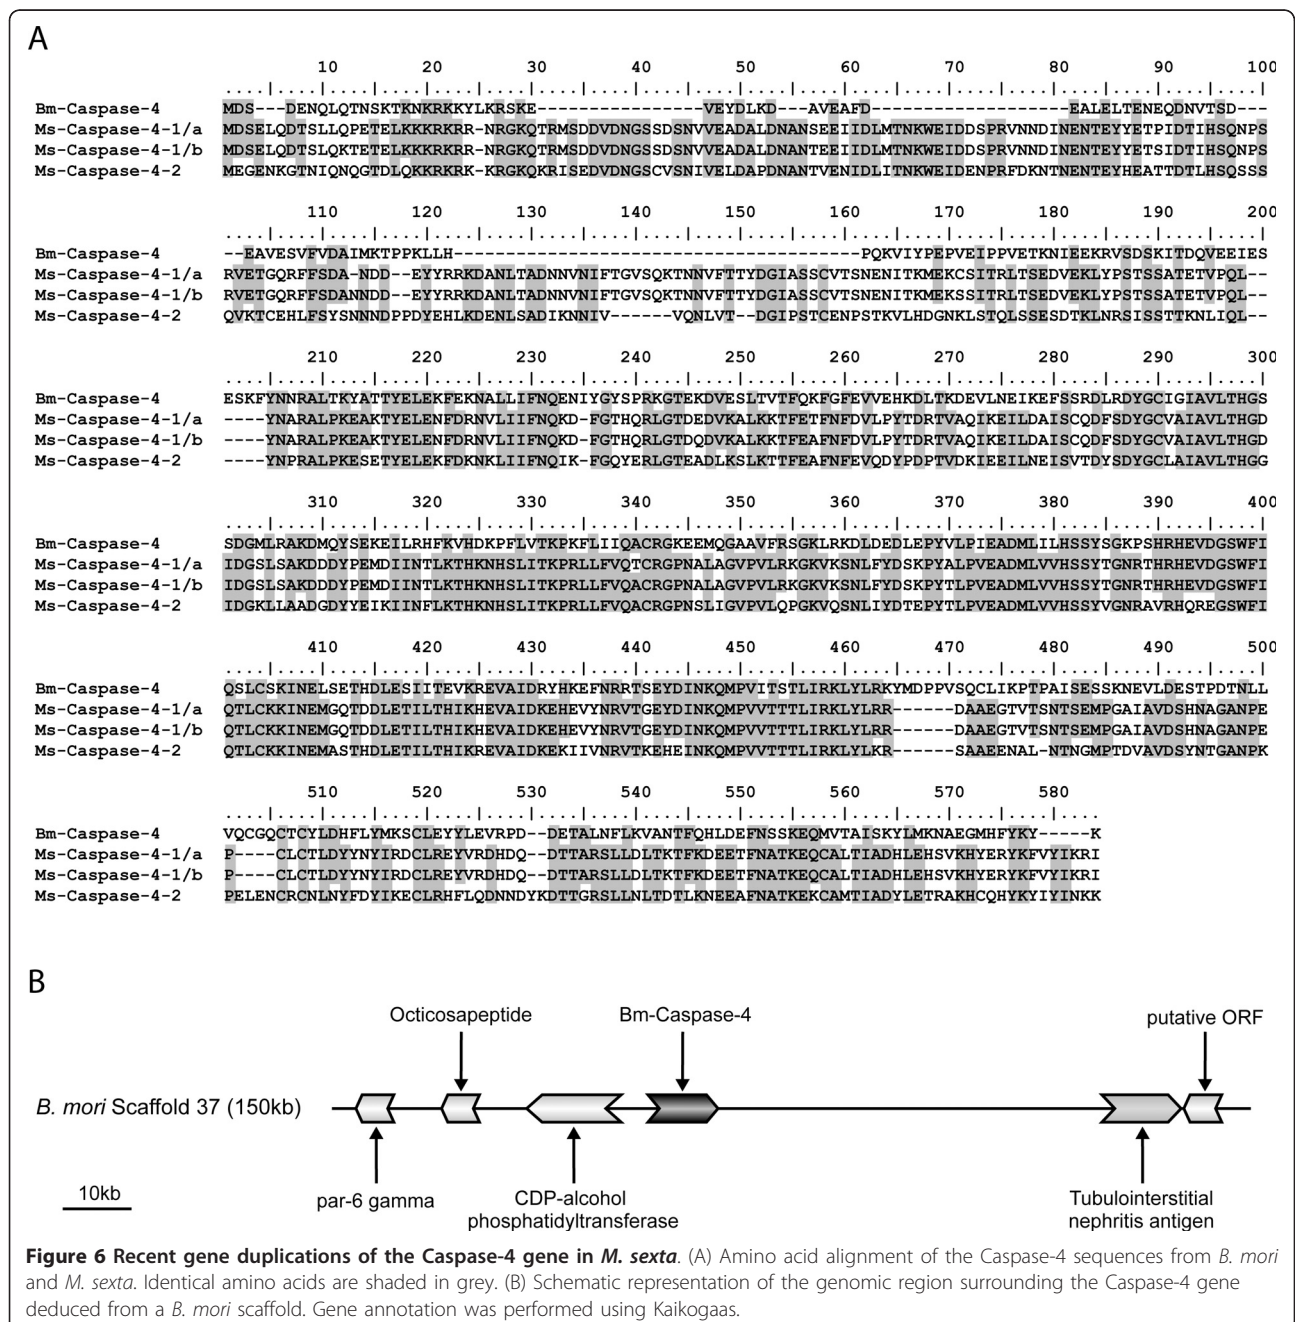 A
10 20 30 40 50 60 70 80 90 100
....|....|....|....|....|....|....|....|....|....|....|....|....|....|....|....|....|....|....|....|
Bm-Caspase-4 MDS---DENQLQTNSKTKNKRKKYLKRSKE----------------VEYDLKD---AVEAFD-------------------EALELTENEQDNVTSD---
Ms-Caspase-4-1/a MDSELQDTSLLQPETELKKKRKRR-NRGKQTRMSDDVDNGSSDSNVVEADALDNANSEEIIDLMTNKWEIDDSPRVNNDINENTEYYETPIDTIHSQNPS
Ms-Caspase-4-1/b MDSELQDTSLQKTETELKKKRKRR-NRGKQTRMSDDVDNGSSDSNVVEADALDNANTEEIIDLMTNKWEIDDSPRVNNDINENTEYYETSIDTIHSQNPS
Ms-Caspase-4-2 MEGENKGTNIQNQGTDLQKKRKRK-KRGKQKRISEDVDNGSCVSNIVELDAPDNANTVENIDLITNKWEIDENPRFDKNTNENTEYHEATTDTLHSQSSS
110 120 130 140 150 160 170 180 190 200
....|....|....|....|....|....|....|....|....|....|....|....|....|....|....|....|....|....|....|....|
Bm-Caspase-4 --EAVESVFVDAIMKTPPKLLH---------------------------------------PQKVIYPEPVEIPPVETKNIEEKRVSDSKITDQVEEIES
Ms-Caspase-4-1/a RVETGQRFFSDA-NDD--EYYRRKDANLTADNNVNIFTGVSQKTNNVFTTYDGIASSCVTSNENITKMEKCSITRLTSEDVEKLYPSTSSATETVPQL--
Ms-Caspase-4-1/b RVETGQRFFSDANNDD--EYYRRKDANLTADNNVNIFTGVSQKTNNVFTTYDGIASSCVTSNENITKMEKSSITRLTSEDVEKLYPSTSSATETVPQL--
Ms-Caspase-4-2 QVKTCEHLFSYSNNNDPPDYEHLKDENLSADIKNNIV------VQNLVTT--DGIPSTCENPSTKVLHDGNKLSTQLSSESDTKLNRSISSTTKNLIQL--
210 220 230 240 250 260 270 280 290 300
....|....|....|....|....|....|....|....|....|....|....|....|....|....|....|....|....|....|....|....|
Bm-Caspase-4 ESKFYNNRALTKYATTYELEKFEKNALLIFNQENIYGYSPRKGTEKDVESLTVTFQKFGFEVVEHKDLTKDEVLNEIKEFSSRDLRDYGCIGIAVLTHGS
Ms-Caspase-4-1/a ----YNARALPKEAKTYELENFDRNVLIIFNQKD-FGTHQRLGTDEDVKALKKTFETFNFDVLPYTDRTVAQIKEILDAISCQDFSDYGCVAIAVLTHGD
Ms-Caspase-4-1/b ----YNARALPKEAKTYELENFDRNVLIIFNQKD-FGTHQRLGTDQDVKALKKTFEAFNFDVLPYTDRTVAQIKEILDAISCQDFSDYGCVAIAVLTHGD
Ms-Caspase-4-2 ----YNPRALPKESETYELEKFDKNKLIIFNQIK-FGQYERLGTEADLKSLKTTFEAFNFEVQDYPDPTVDKIEEILNEISVTDYSDYGCLAIAVLTHGG
310 320 330 340 350 360 370 380 390 400
....|....|....|....|....|....|....|....|....|....|....|....|....|....|....|....|....|....|....|....|
Bm-Caspase-4 SDGMLRAKDMQYSEKEILRHFKVHDKPFLVTKPKFLIIQACRGKEEMQGAAVFRSGKLRKDLDEDLEPYVLPIEADMLILHSSYSGKPSHRHEVDGSWFI
Ms-Caspase-4-1/a IDGSLSAKDDDYPEMDIINTLKTHKNHSLITKPRLLFVQTCRGPNALAGVPVLRKGKVKSNLFYDSKPYALPVEADMLVVHSSYTGNRTHRHEVDGSWFI
Ms-Caspase-4-1/b IDGSLSAKDDDYPEMDIINTLKTHKNHSLITKPRLLFVQACRGPNALAGVPVLRKGKVKSNLFYDSKPYALPVEADMLVVHSSYTGNRTHRHEVDGSWFI
Ms-Caspase-4-2 IDGKLLAADGDYYEIKIINFLKTHKNHSLITKPRLLFVQACRGPNSLIGVPVLQPGKVQSNLIYDTEPYTLPVEADMLVVHSSYVGNRAVRHQREGSWFI
410 420 430 440 450 460 470 480 490 500
....|....|....|....|....|....|....|....|....|....|....|....|....|....|....|....|....|....|....|....|
Bm-Caspase-4 QSLCSKINELSETHDLESIITEVKREVAIDRYHKEFNRRTSEYDINKQMPVITSTLIRKLYLRKYMDPPVSQCLIKPTPAISESSKNEVLDESTPDTNLL
Ms-Caspase-4-1/a QTLCKKINEMGQTDDLETILTHIKHEVAIDKEHEVYNRVTGEYDINKQMPVVTTTLIRKLYLRR------DAAEGTVTSNTSEMPGAIAVDSHNAGANPE
Ms-Caspase-4-1/b QTLCKKINEMGQTDDLETILTHIKHEVAIDKEHEVYNRVTGEYDINKQMPVVTTTLIRKLYLRR------DAAEGTVTSNTSEMPGAIAVDSHNAGANPE
Ms-Caspase-4-2 QTLCKKINEMASTHDLETILTHIKREVAIDKEKIIVNRVTKEHEINKQMPVVTTTLIRKLYLKR------SAAEENAL-NTNGMPTDVAVDSYNTGANPK
510 520 530 540 550 560 570 580
....|....|....|....|....|....|....|....|....|....|....|....|....|....|....|....|....
Bm-Caspase-4 VQCGQCTCYLDHFLYMKSCLEYYLEVRPD--DETALNFLKVANTFQHLDEFNSSKEQMVTAISKYLMKNAEGMHFYKY-----K
Ms-Caspase-4-1/a P----CLCTLDYYNYIRDCLREYVRDHDQ--DTTARSLLDLTKTFKDEETFNATKEQCALTIADHLEHSVKHYERYKFVYIKRI
Ms-Caspase-4-1/b P----CLCTLDYYNYIRDCLREYVRDHDQ--DTTARSLLDLTKTFKDEETFNATKEQCALTIADHLEHSVKHYERYKFVYIKRI
Ms-Caspase-4-2 PELENCRCNLNYFDYIKECLRHFLQDNNDYKDTTGRSLLNLTDTLKNEEAFNATKEKCAMTIADYLETRAKHCQHYKYIYINKK
B
Octicosapeptide Bm-Caspase-4 putative ORF
B. mori Scaffold 37 (150kb)
10kb
par-6 gamma
CDP-alcohol
phosphatidyltransferase
Tubulointerstitial
nephritis antigen
Figure 6 Recent gene duplications of the Caspase-4 gene in M. sexta. (A) Amino acid alignment of the Caspase-4 sequences from B. mori
and M. sexta. Identical amino acids are shaded in grey. (B) Schematic representation of the genomic region surrounding the Caspase-4 gene
deduced from a B. mori scaffold. Gene annotation was performed using Kaikogaas.